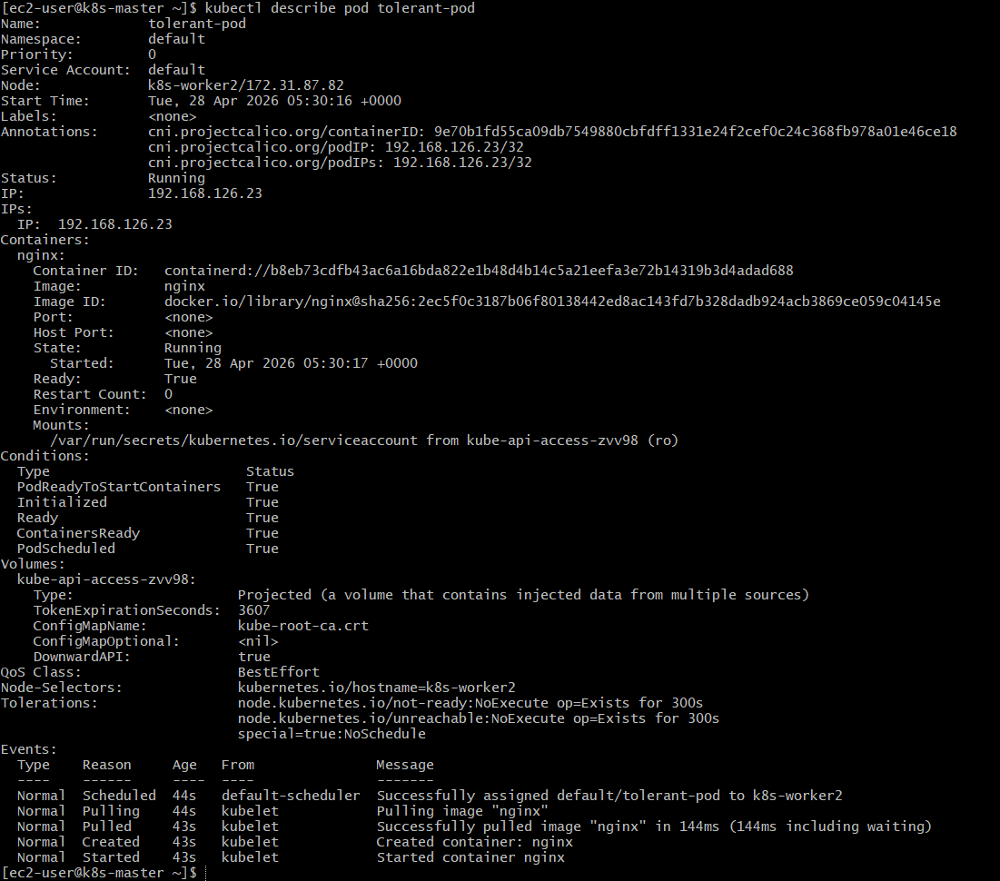 [ec2-user@k8s-master ~]$ kubectl describe pod tolerant-pod
Name:             tolerant-pod
Namespace:        default
Priority:         0
Service Account:  default
Node:             k8s-worker2/172.31.87.82
Start Time:       Tue, 28 Apr 2026 05:30:16 +0000
Labels:           <none>
Annotations:      cni.projectcalico.org/containerID: 9e70b1fd55ca09db7549880cbfdff1331e24f2cef0c24c368fb978a01e46ce18
                  cni.projectcalico.org/podIP: 192.168.126.23/32
                  cni.projectcalico.org/podIPs: 192.168.126.23/32
Status:           Running
IP:               192.168.126.23
IPs:
  IP:  192.168.126.23
Containers:
  nginx:
    Container ID:   containerd://b8eb73cdfb43ac6a16bda822e1b48d4b14c5a21eefa3e72b14319b3d4adad688
    Image:          nginx
    Image ID:       docker.io/library/nginx@sha256:2ec5f0c3187b06f80138442ed8ac143fd7b328dadb924acb3869ce059c04145e
    Port:           <none>
    Host Port:      <none>
    State:          Running
      Started:      Tue, 28 Apr 2026 05:30:17 +0000
    Ready:          True
    Restart Count:  0
    Environment:    <none>
    Mounts:
      /var/run/secrets/kubernetes.io/serviceaccount from kube-api-access-zvv98 (ro)
Conditions:
  Type                        Status
  PodReadyToStartContainers   True
  Initialized                 True
  Ready                       True
  ContainersReady             True
  PodScheduled                True
Volumes:
  kube-api-access-zvv98:
    Type:                    Projected (a volume that contains injected data from multiple sources)
    TokenExpirationSeconds:  3607
    ConfigMapName:           kube-root-ca.crt
    ConfigMapOptional:       <nil>
    DownwardAPI:             true
QoS Class:                   BestEffort
Node-Selectors:              kubernetes.io/hostname=k8s-worker2
Tolerations:                 node.kubernetes.io/not-ready:NoExecute op=Exists for 300s
                             node.kubernetes.io/unreachable:NoExecute op=Exists for 300s
                             special=true:NoSchedule
Events:
  Type    Reason     Age   From               Message
  ----    ------     ----  ----               -------
  Normal  Scheduled  44s   default-scheduler  Successfully assigned default/tolerant-pod to k8s-worker2
  Normal  Pulling    44s   kubelet            Pulling image "nginx"
  Normal  Pulled     43s   kubelet            Successfully pulled image "nginx" in 144ms (144ms including waiting)
  Normal  Created    43s   kubelet            Created container: nginx
  Normal  Started    43s   kubelet            Started container nginx
[ec2-user@k8s-master ~]$